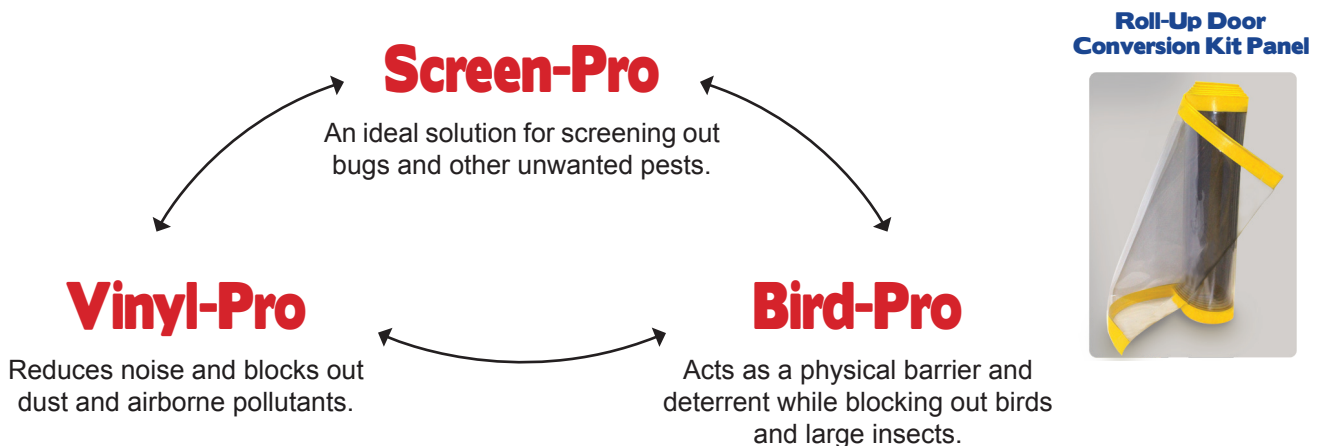 Roll-Up Door
Conversion Kit Panel
Screen-Pro
An ideal solution for screening out
bugs and other unwanted pests.
Vinyl-Pro
Reduces noise and blocks out
dust and airborne pollutants.
Bird-Pro
Acts as a physical barrier and
deterrent while blocking out birds
and large insects.